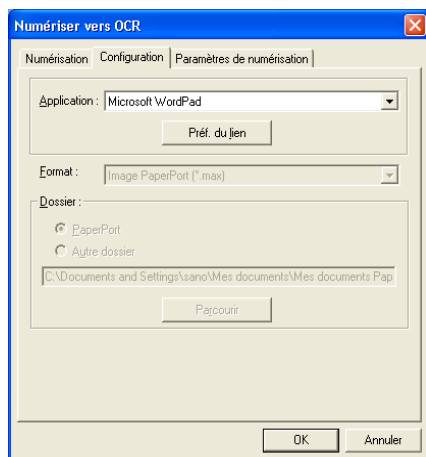 Numériser vers OCR
Numérisation Configuration Paramètres de numérisation
Application : Microsoft WordPad
Préf. du lien
Format : Image PaperPort (*.max)
Dossier :
PaperPort
Autre dossier
C:\Documents and Settings\sano\Mes documents\Mes documents Pap
Parcourir
OK Annuler